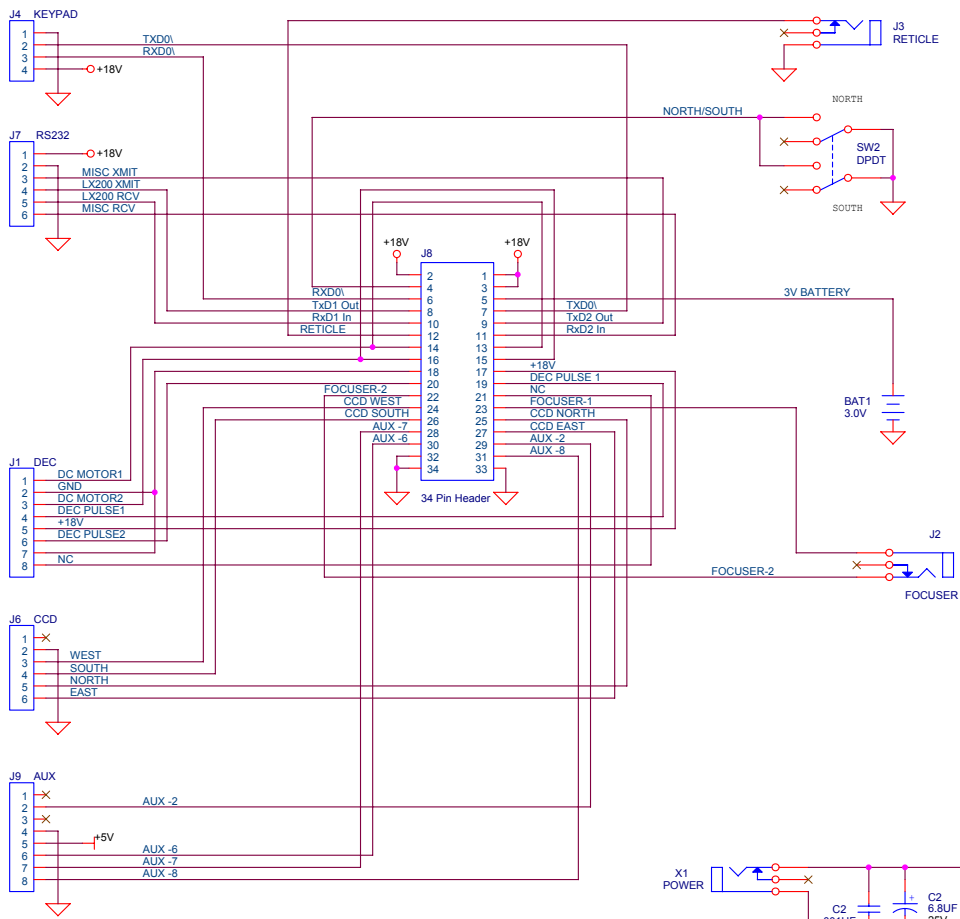 J4 KEYPAD
1
2
3
4
TXD0\
RXD0\
+18V
J3
RETICLE
NORTH
NORTH/SOUTH
SW2
DPDT
SOUTH
J7 RS232
1
2
3
4
5
6
+18V
MISC XMIT
LX200 XMIT
LX200 RCV
MISC RCV
+18V
J8
+18V
2 1
4 3
RXD0\ 6 5 3V BATTERY
TxD1 Out 8 7 TXD0\
RxD1 In 10 9 TxD2 Out
RETICLE 12 11 RxD2 In
14 13
16 15
18 17 +18V
20 19 DEC PULSE 1
FOCUSER-2 22 21 NC
CCD WEST 24 23 FOCUSER-1
CCD SOUTH 26 25 CCD NORTH
AUX -7 28 27 CCD EAST
AUX -6 30 29 AUX -2
32 31 AUX -8
34 33
34 Pin Header
BAT1
3.0V
J1 DEC
1 DC MOTOR1
2 GND
3 DC MOTOR2
4 DEC PULSE1
5 +18V
6 DEC PULSE2
7
8 NC
J2
FOCUSER-2
FOCUSER
J6 CCD
1
2
3 WEST
4 SOUTH
5 NORTH
6 EAST
J9 AUX
1
2 AUX -2
3
4
5 +5V
6 AUX -6
7 AUX -7
8 AUX -8
X1
POWER
C2
C2
6.8UF